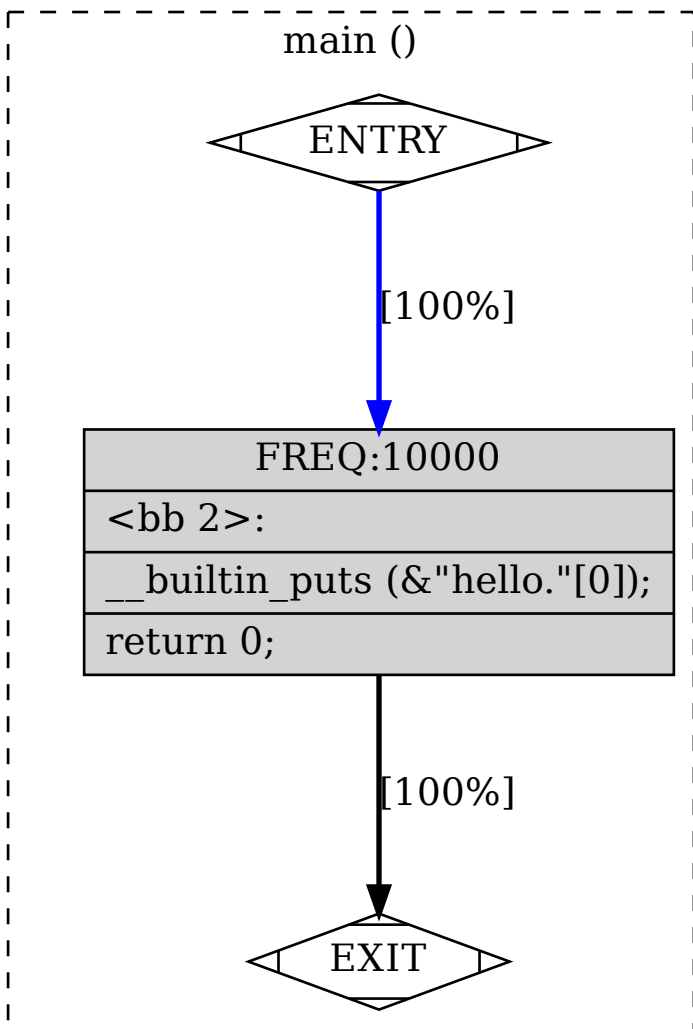 main ()
ENTRY
[100%]
FREQ:10000
<bb 2>:
__builtin_puts (&"hello."[0]);
return 0;
[100%]
EXIT